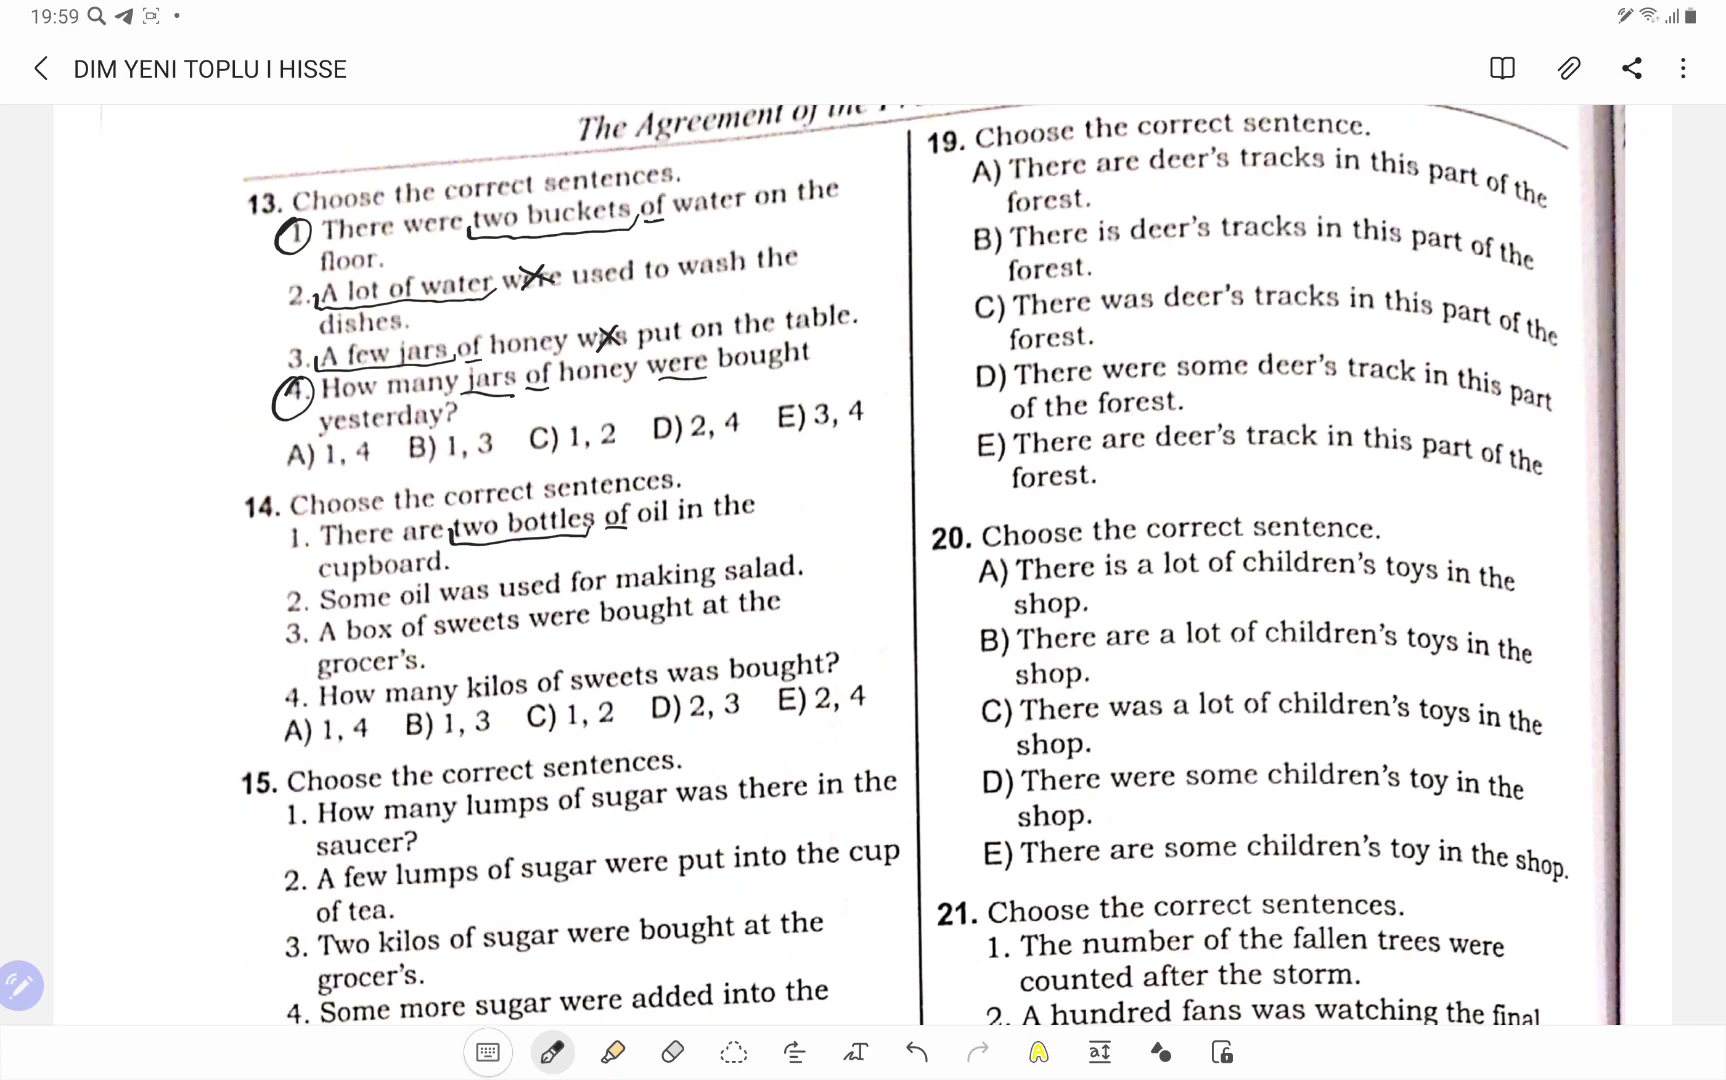 19:59
DIM YENI TOPLU I HISSE
The Agreement of the
13. Choose the correct sentences.
1. There were two buckets of water on the
floor.
2. A lot of water were used to wash the
dishes.
3. A few jars of honey was put on the table.
4. How many jars of honey were bought
yesterday?
A) 1, 4 B) 1, 3 C) 1, 2 D) 2, 4 E) 3, 4
14. Choose the correct sentences.
1. There are two bottles of oil in the
cupboard.
2. Some oil was used for making salad.
3. A box of sweets were bought at the
grocer's.
4. How many kilos of sweets was bought?
A) 1, 4 B) 1, 3 C) 1, 2 D) 2, 3 E) 2, 4
15. Choose the correct sentences.
1. How many lumps of sugar was there in the
saucer?
2. A few lumps of sugar were put into the cup
of tea.
3. Two kilos of sugar were bought at the
grocer's.
4. Some more sugar were added into the
19. Choose the correct sentence.
A) There are deer's tracks in this part of the
forest.
B) There is deer's tracks in this part of the
forest.
C) There was deer's tracks in this part of the
forest.
D) There were some deer's track in this part
of the forest.
E) There are deer's track in this part of the
forest.
20. Choose the correct sentence.
A) There is a lot of children's toys in the
shop.
B) There are a lot of children's toys in the
shop.
C) There was a lot of children's toys in the
shop.
D) There were some children's toy in the
shop.
E) There are some children's toy in the shop.
21. Choose the correct sentences.
1. The number of the fallen trees were
counted after the storm.
2. A hundred fans was watching the final